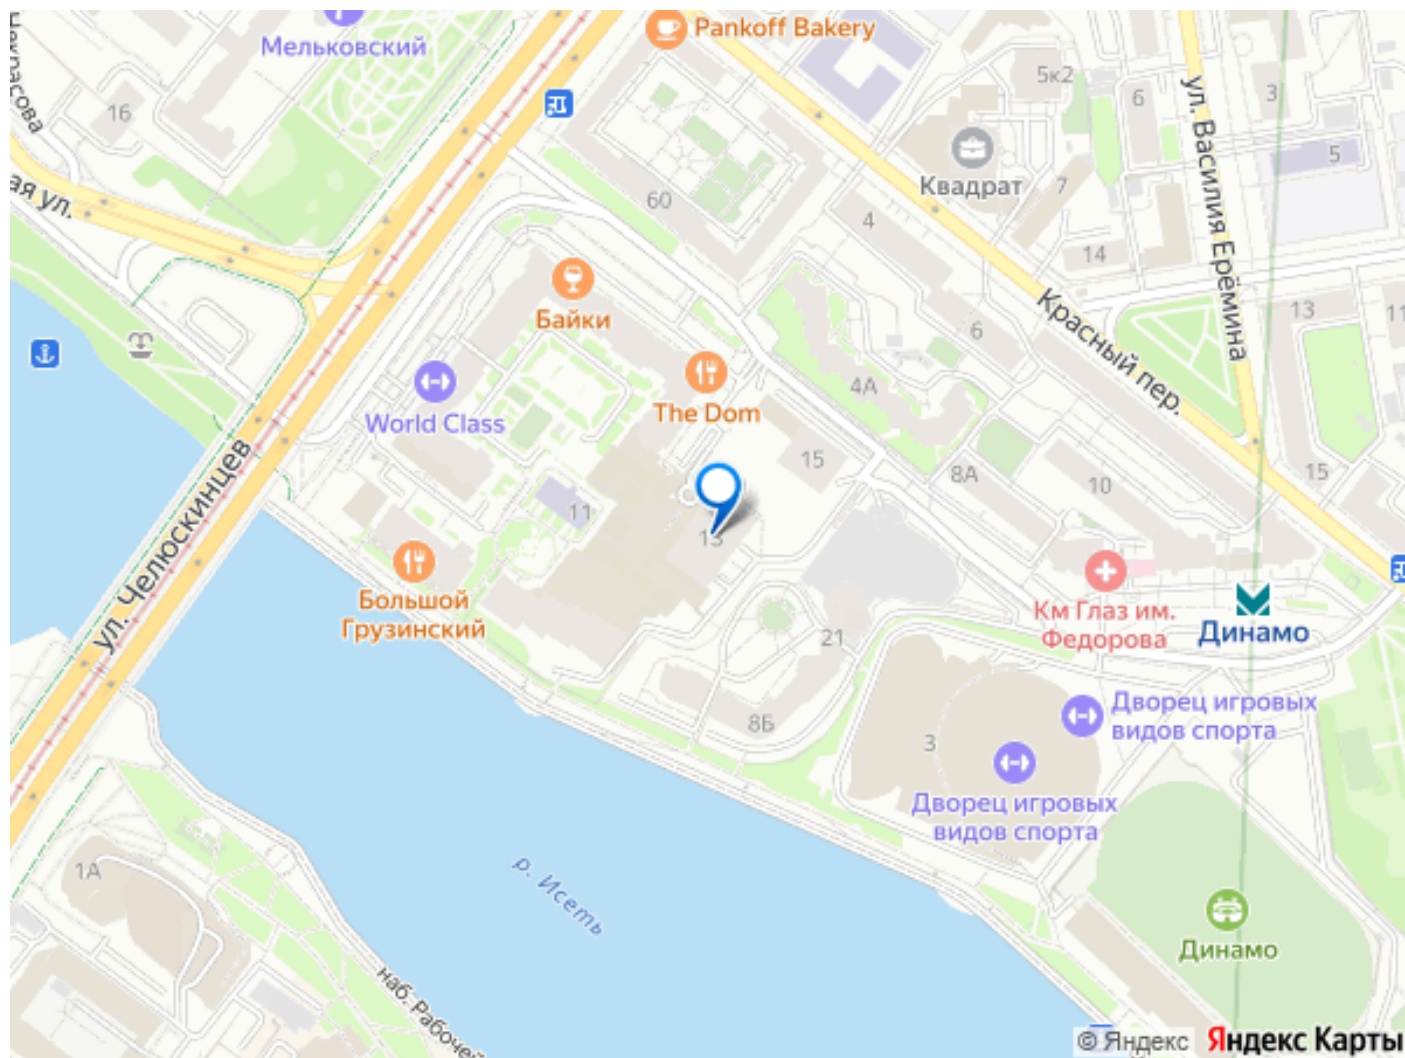 Pankoff Bakery
Мельковский
5к2
6
3
ул. Василия Ерёмина
16
5
Квадрат
7
ая ул.
60
4
14
Байки
Красный пер.
6
13
11
4А
The Dom
World Class
15
8А
10
15
ул. Челюскинцев
11
13
Большой
Грузинский
Км Глаз им.
Федорова
Динамо
21
8Б
Дворец игровых
видов спорта
3
Дворец игровых
видов спорта
1А
р. Исеть
Динамо
наб. Рабочей
© Яндекс Яндекс Карты